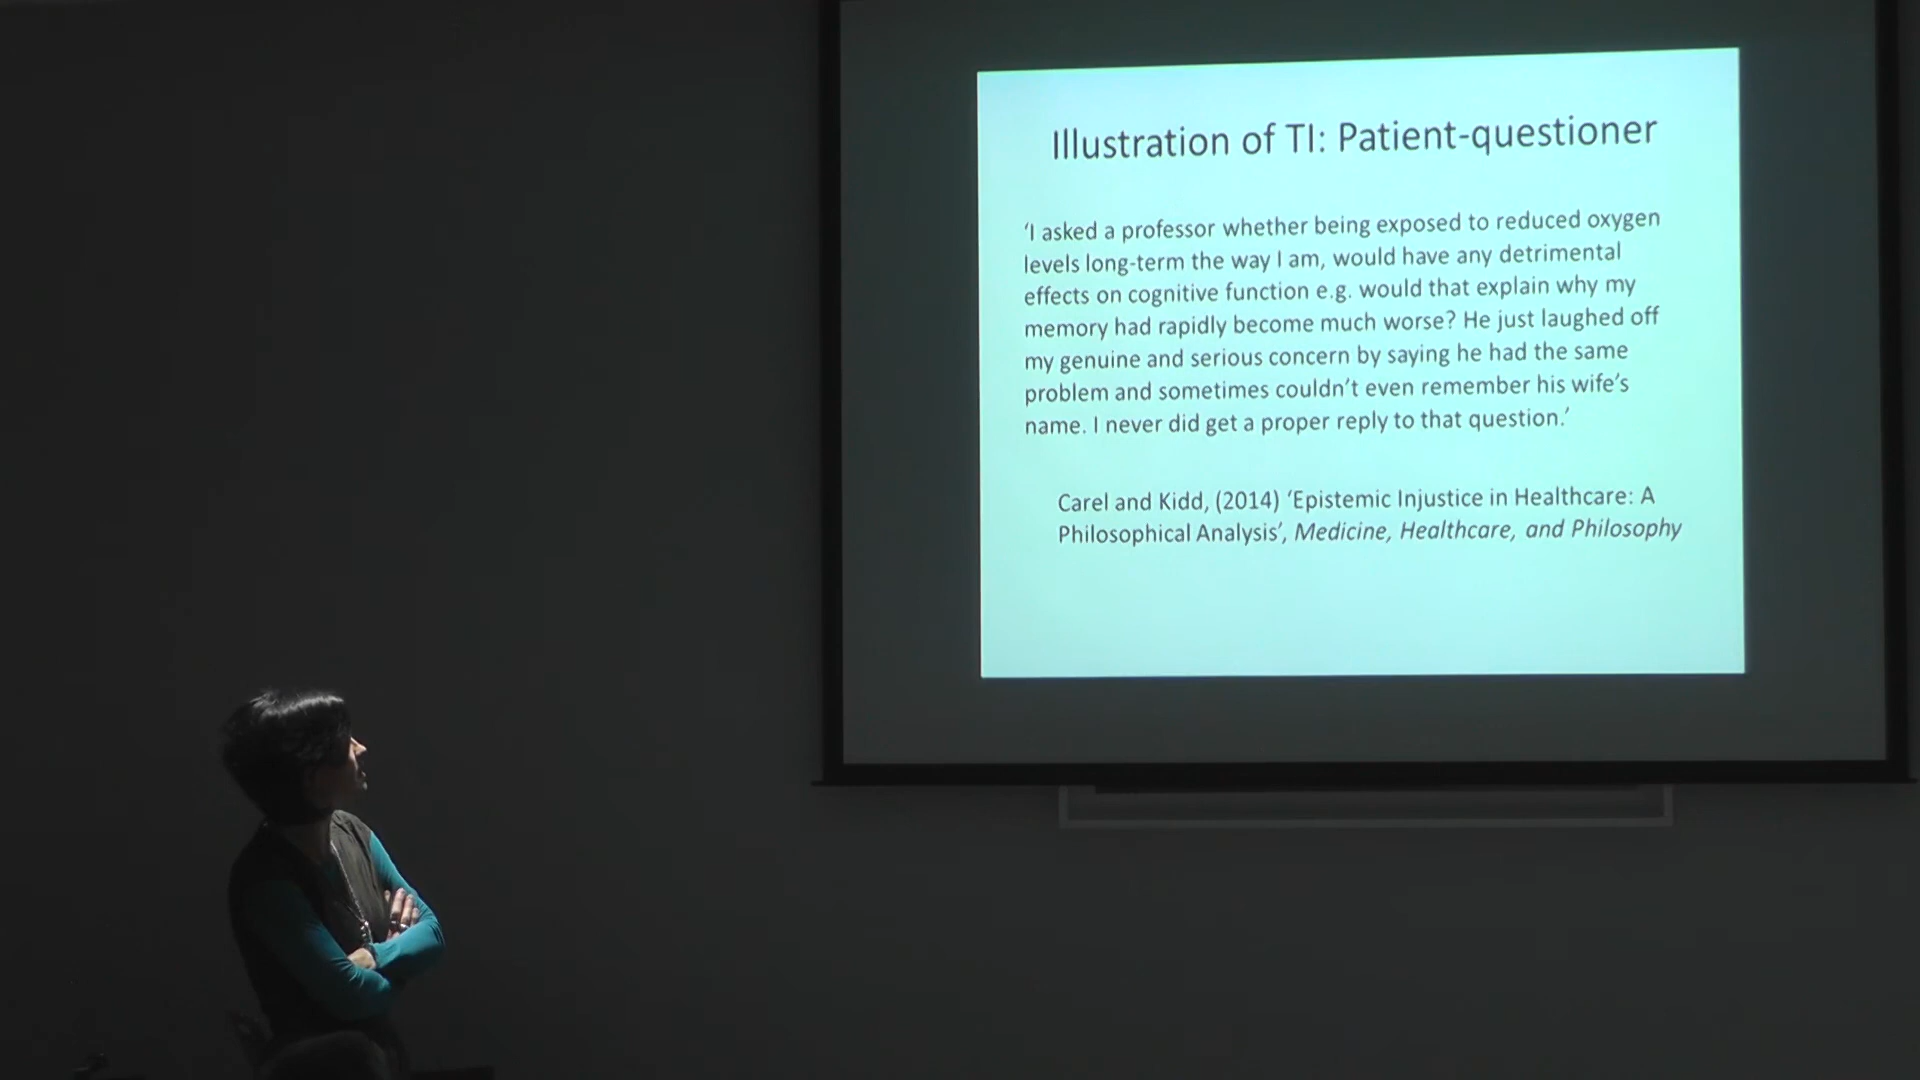 Illustration of TI: Patient-questioner
‘I asked a professor whether being exposed to reduced oxygen
levels long-term the way I am, would have any detrimental
effects on cognitive function e.g. would that explain why my
memory had rapidly become much worse? He just laughed off
my genuine and serious concern by saying he had the same
problem and sometimes couldn’t even remember his wife’s
name. I never did get a proper reply to that question.’
Carel and Kidd, (2014) ‘Epistemic Injustice in Healthcare: A
Philosophical Analysis’, Medicine, Healthcare, and Philosophy